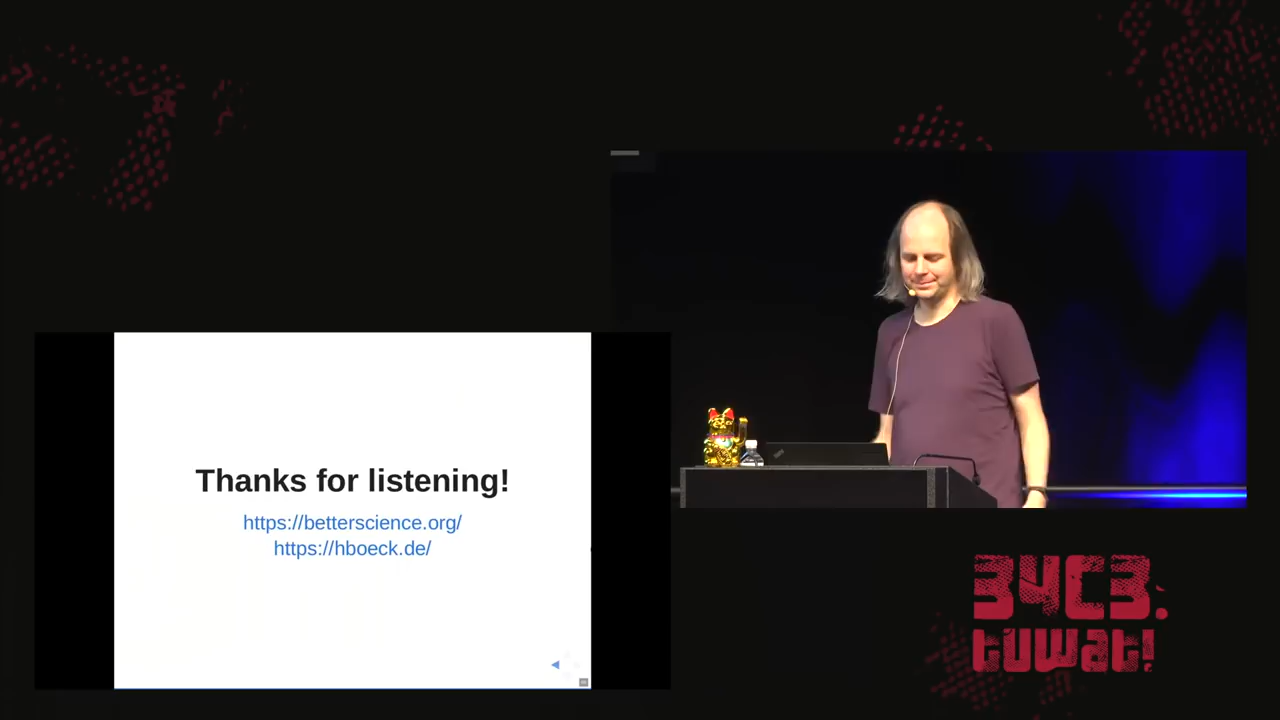 Thanks for listening!
https://betterscience.org/
https://hboeck.de/
34C3.
tuwat!